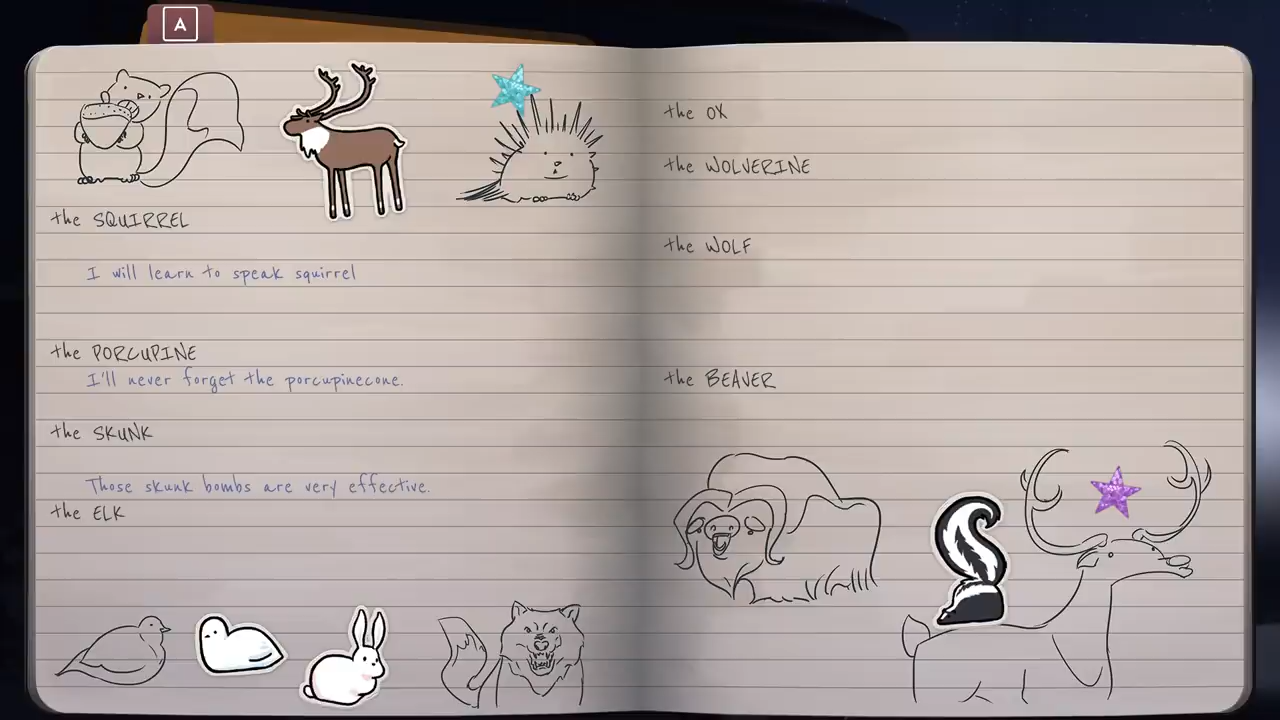 A
the SQUIRREL
I will learn to speak squirrel
the PORCUPINE
I'll never forget the porcupinecone.
the SKUNK
Those skunk bombs are very effective.
the ELK
the OX
the WOLVERINE
the WOLF
the BEAVER